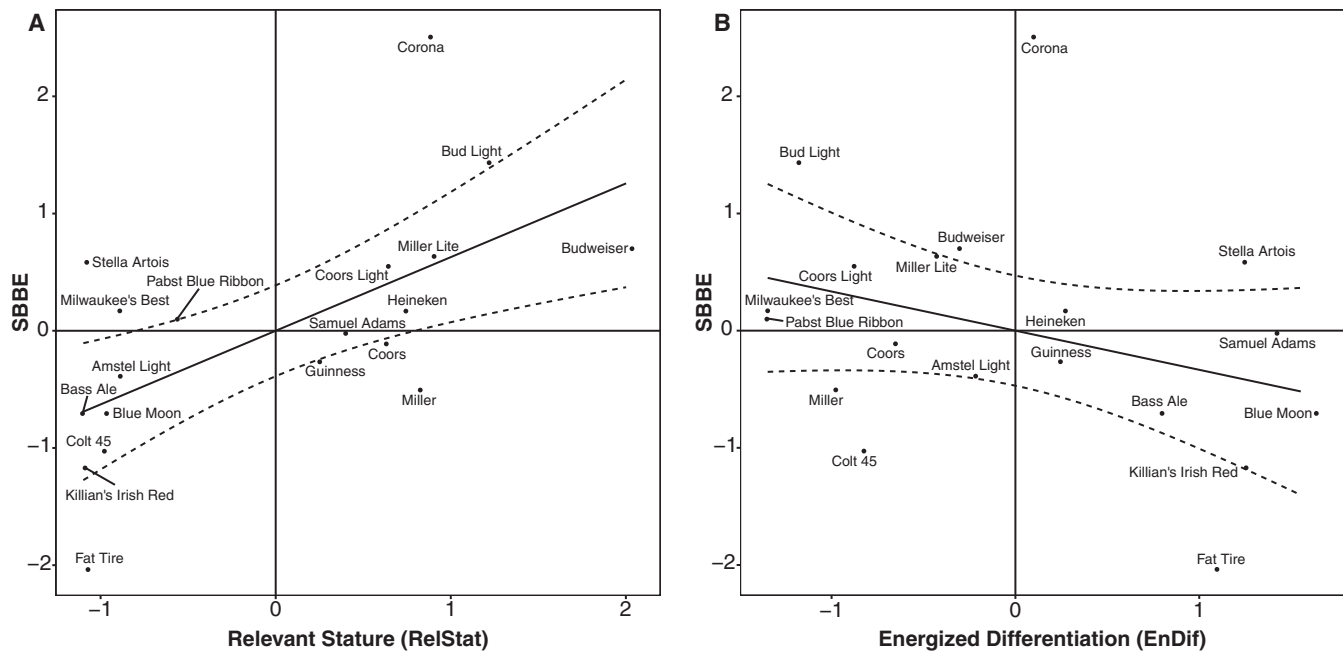 A
Corona
2
Bud Light
1
Miller Lite
Budweiser
Stella Artois
Coors Light
Pabst Blue Ribbon
Milwaukee's Best
Heineken
SBBE
0
Samuel Adams
Coors
Amstel Light
Guinness
Bass Ale
Miller
Blue Moon
Colt 45
−1
Killian's Irish Red
Fat Tire
−2
−1
0
1
2
Relevant Stature (RelStat)
B
Corona
2
Bud Light
1
Budweiser
Stella Artois
Miller Lite
Coors Light
Milwaukee's Best
Pabst Blue Ribbon
Heineken
SBBE
0
Samuel Adams
Coors
Guinness
Amstel Light
Miller
Bass Ale
Blue Moon
−1
Colt 45
Killian's Irish Red
Fat Tire
−2
−1
0
1
Energized Differentiation (EnDif)